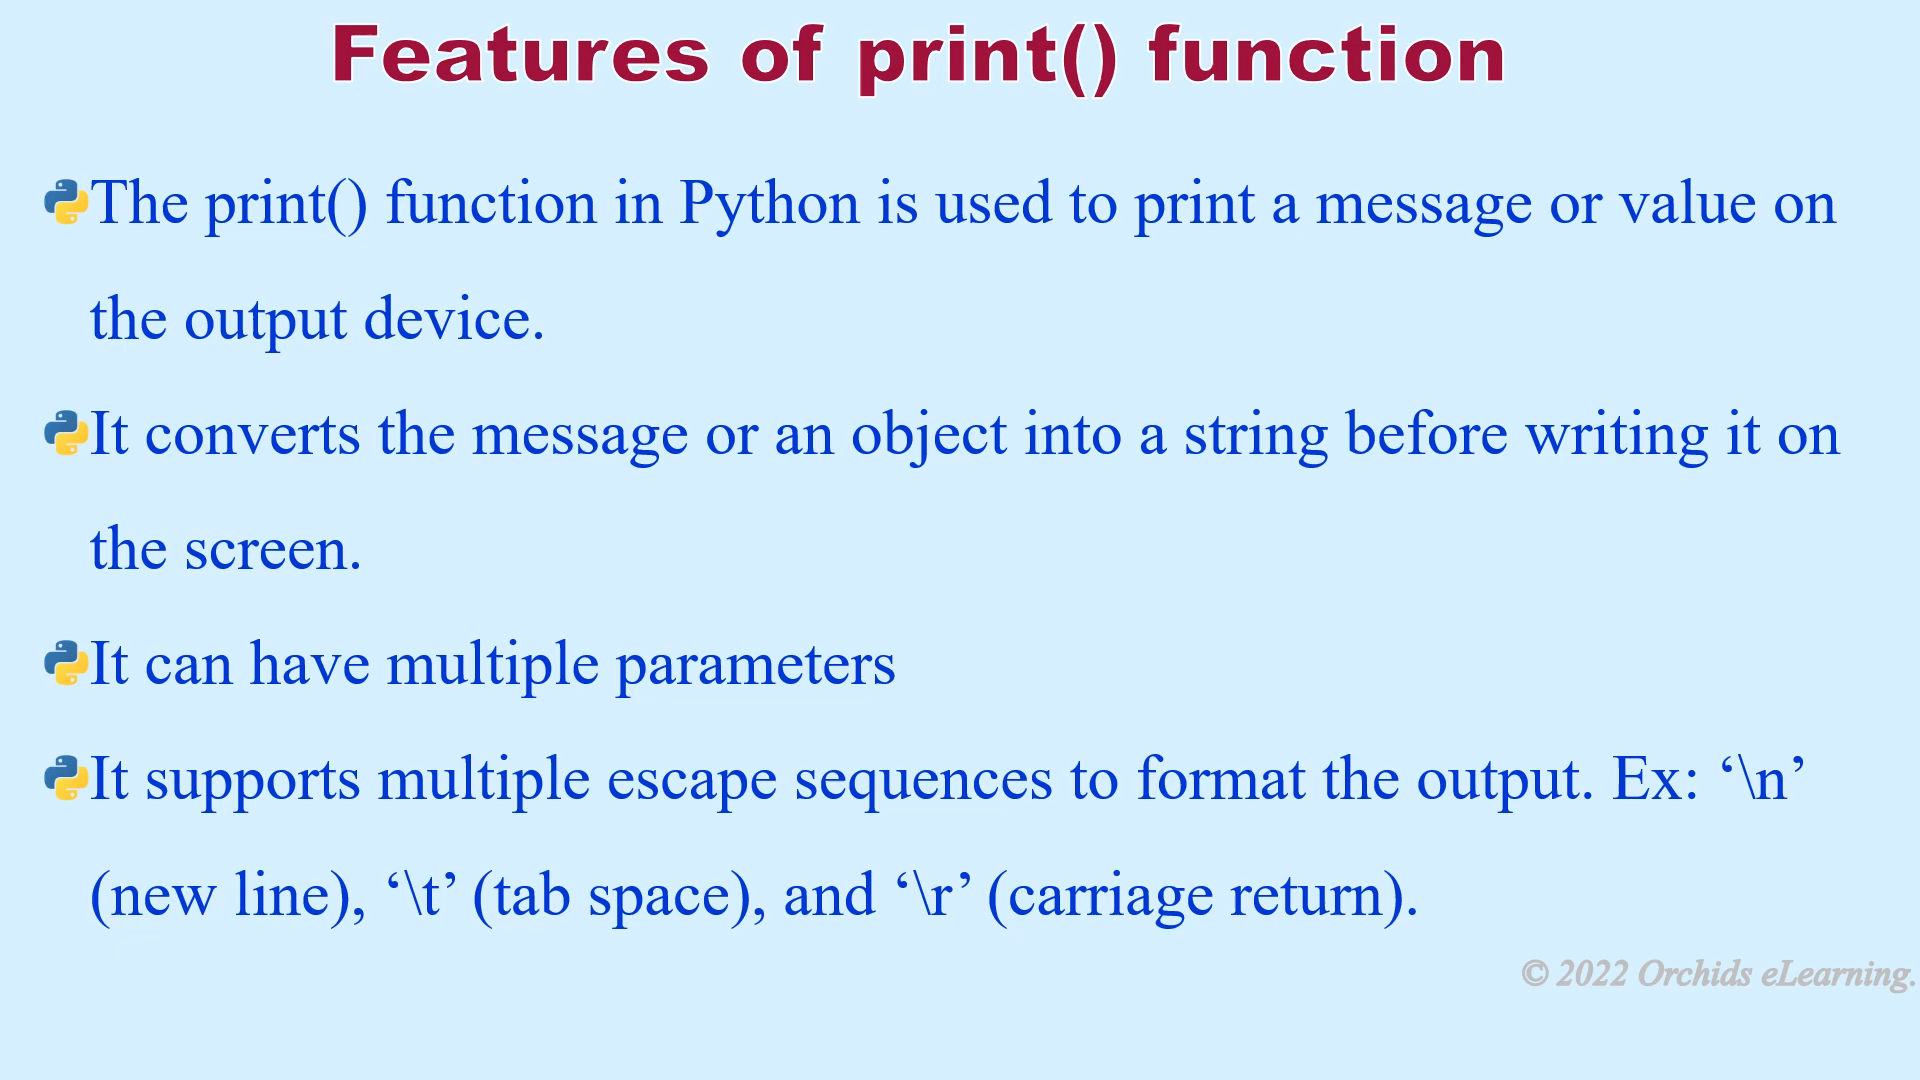 Features of print() function
The print() function in Python is used to print a message or value on
the output device.
It converts the message or an object into a string before writing it on
the screen.
It can have multiple parameters
It supports multiple escape sequences to format the output. Ex: ‘\n’
(new line), ‘\t’ (tab space), and ‘\r’ (carriage return).
© 2022 Orchids eLearning.